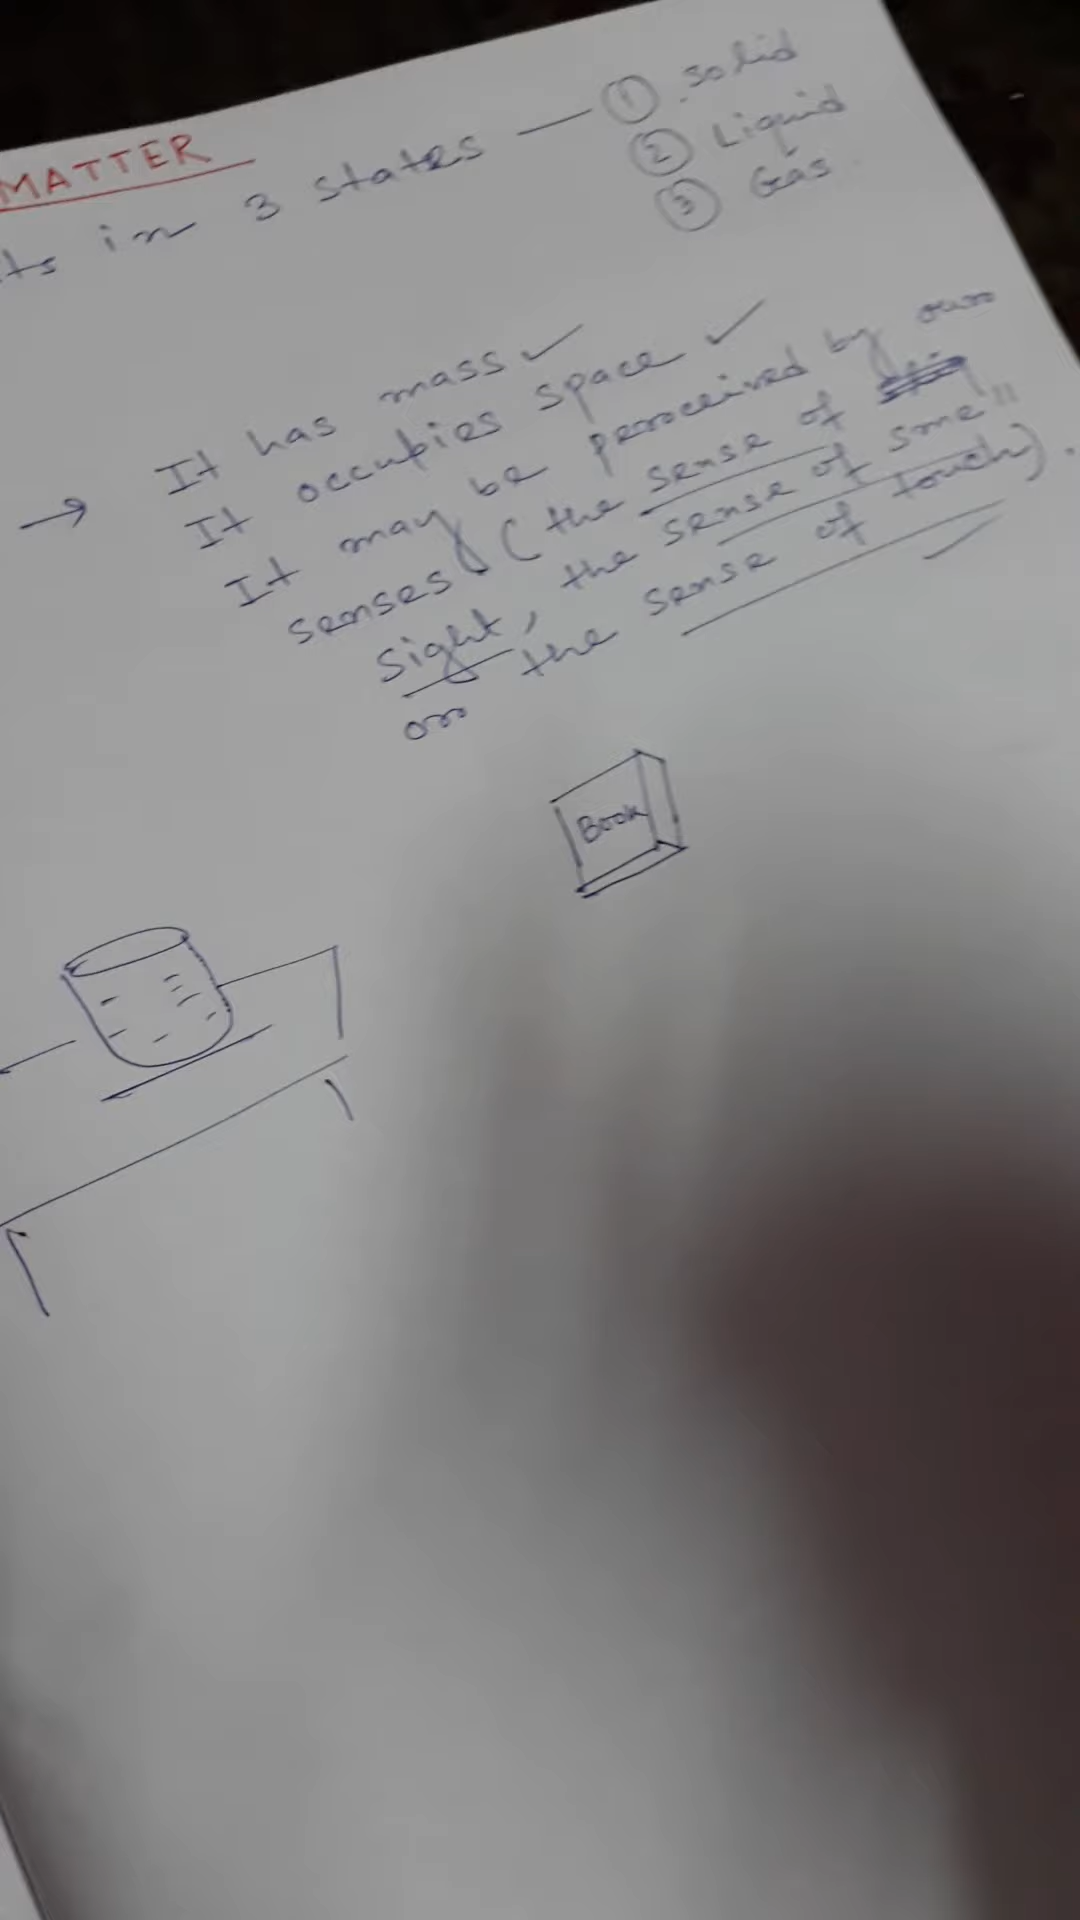 MATTER
ts in 3 states — ① Solid
② Liquid
③ Gas
→ It has mass ✓
It occupies space ✓
It may be perceived by our
senses (the sense of
sight, the sense of sme"
or the sense of touch).
Book